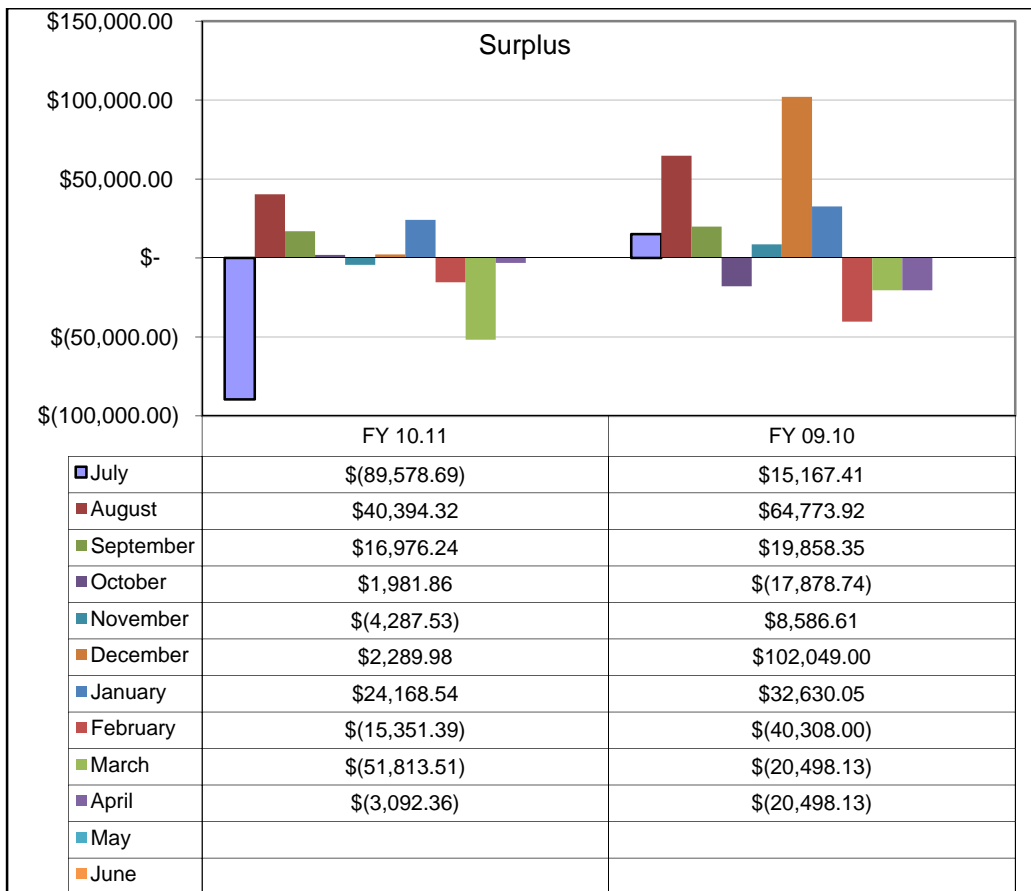 Surplus
$150,000.00
$100,000.00
$50,000.00
$-
$(50,000.00)
$(100,000.00)
FY 10.11 FY 09.10
July $(89,578.69) $15,167.41
August $40,394.32 $64,773.92
September $16,976.24 $19,858.35
October $1,981.86 $(17,878.74)
November $(4,287.53) $8,586.61
December $2,289.98 $102,049.00
January $24,168.54 $32,630.05
February $(15,351.39) $(40,308.00)
March $(51,813.51) $(20,498.13)
April $(3,092.36) $(20,498.13)
May
June